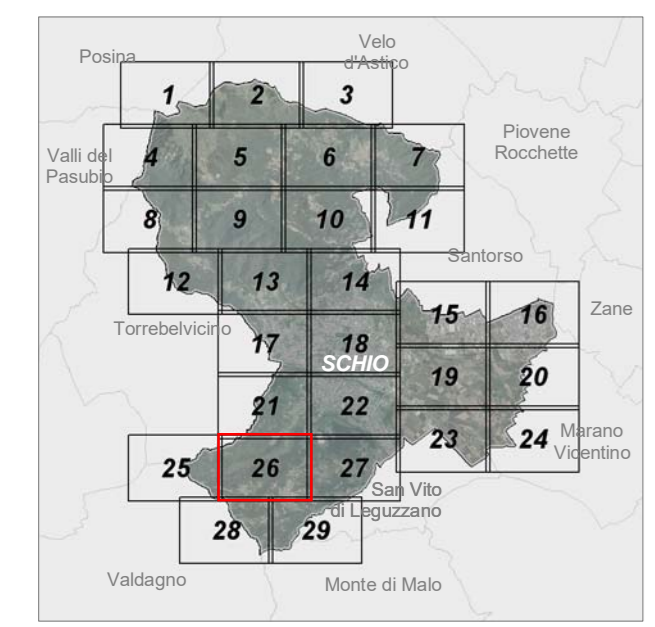 Velo
d'Astico
Posina
1
2
3
Piovene
Rocchette
Valli del
Pasubio
4
5
6
7
8
9
10
11
Santorso
12
13
14
15
16
Zane
Torrebelvicino
17
18
SCHIO
19
20
21
22
23
24
Marano
Vicentino
25
26
27
San Vito
di Leguzzano
28
29
Valdagno
Monte di Malo